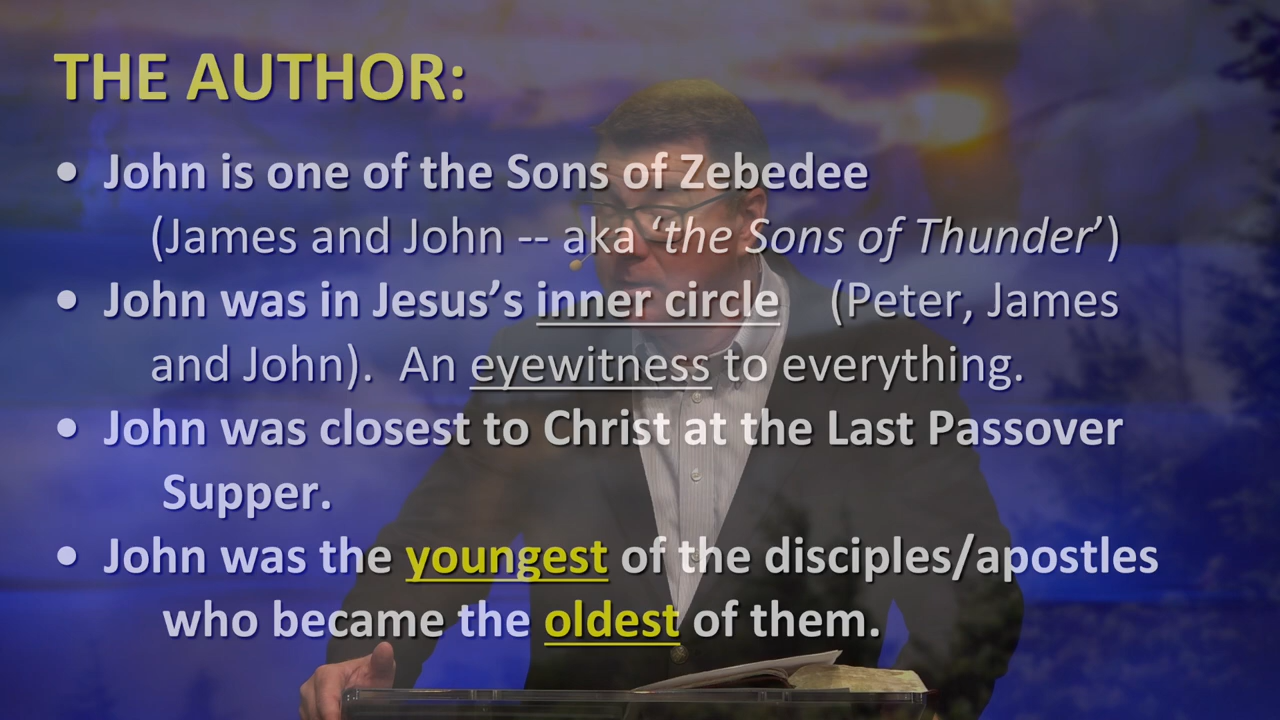 THE AUTHOR:
• John is one of the Sons of Zebedee
(James and John -- aka ‘the Sons of Thunder’)
• John was in Jesus’s inner circle (Peter, James
and John). An eyewitness to everything.
• John was closest to Christ at the Last Passover
Supper.
• John was the youngest of the disciples/apostles
who became the oldest of them.